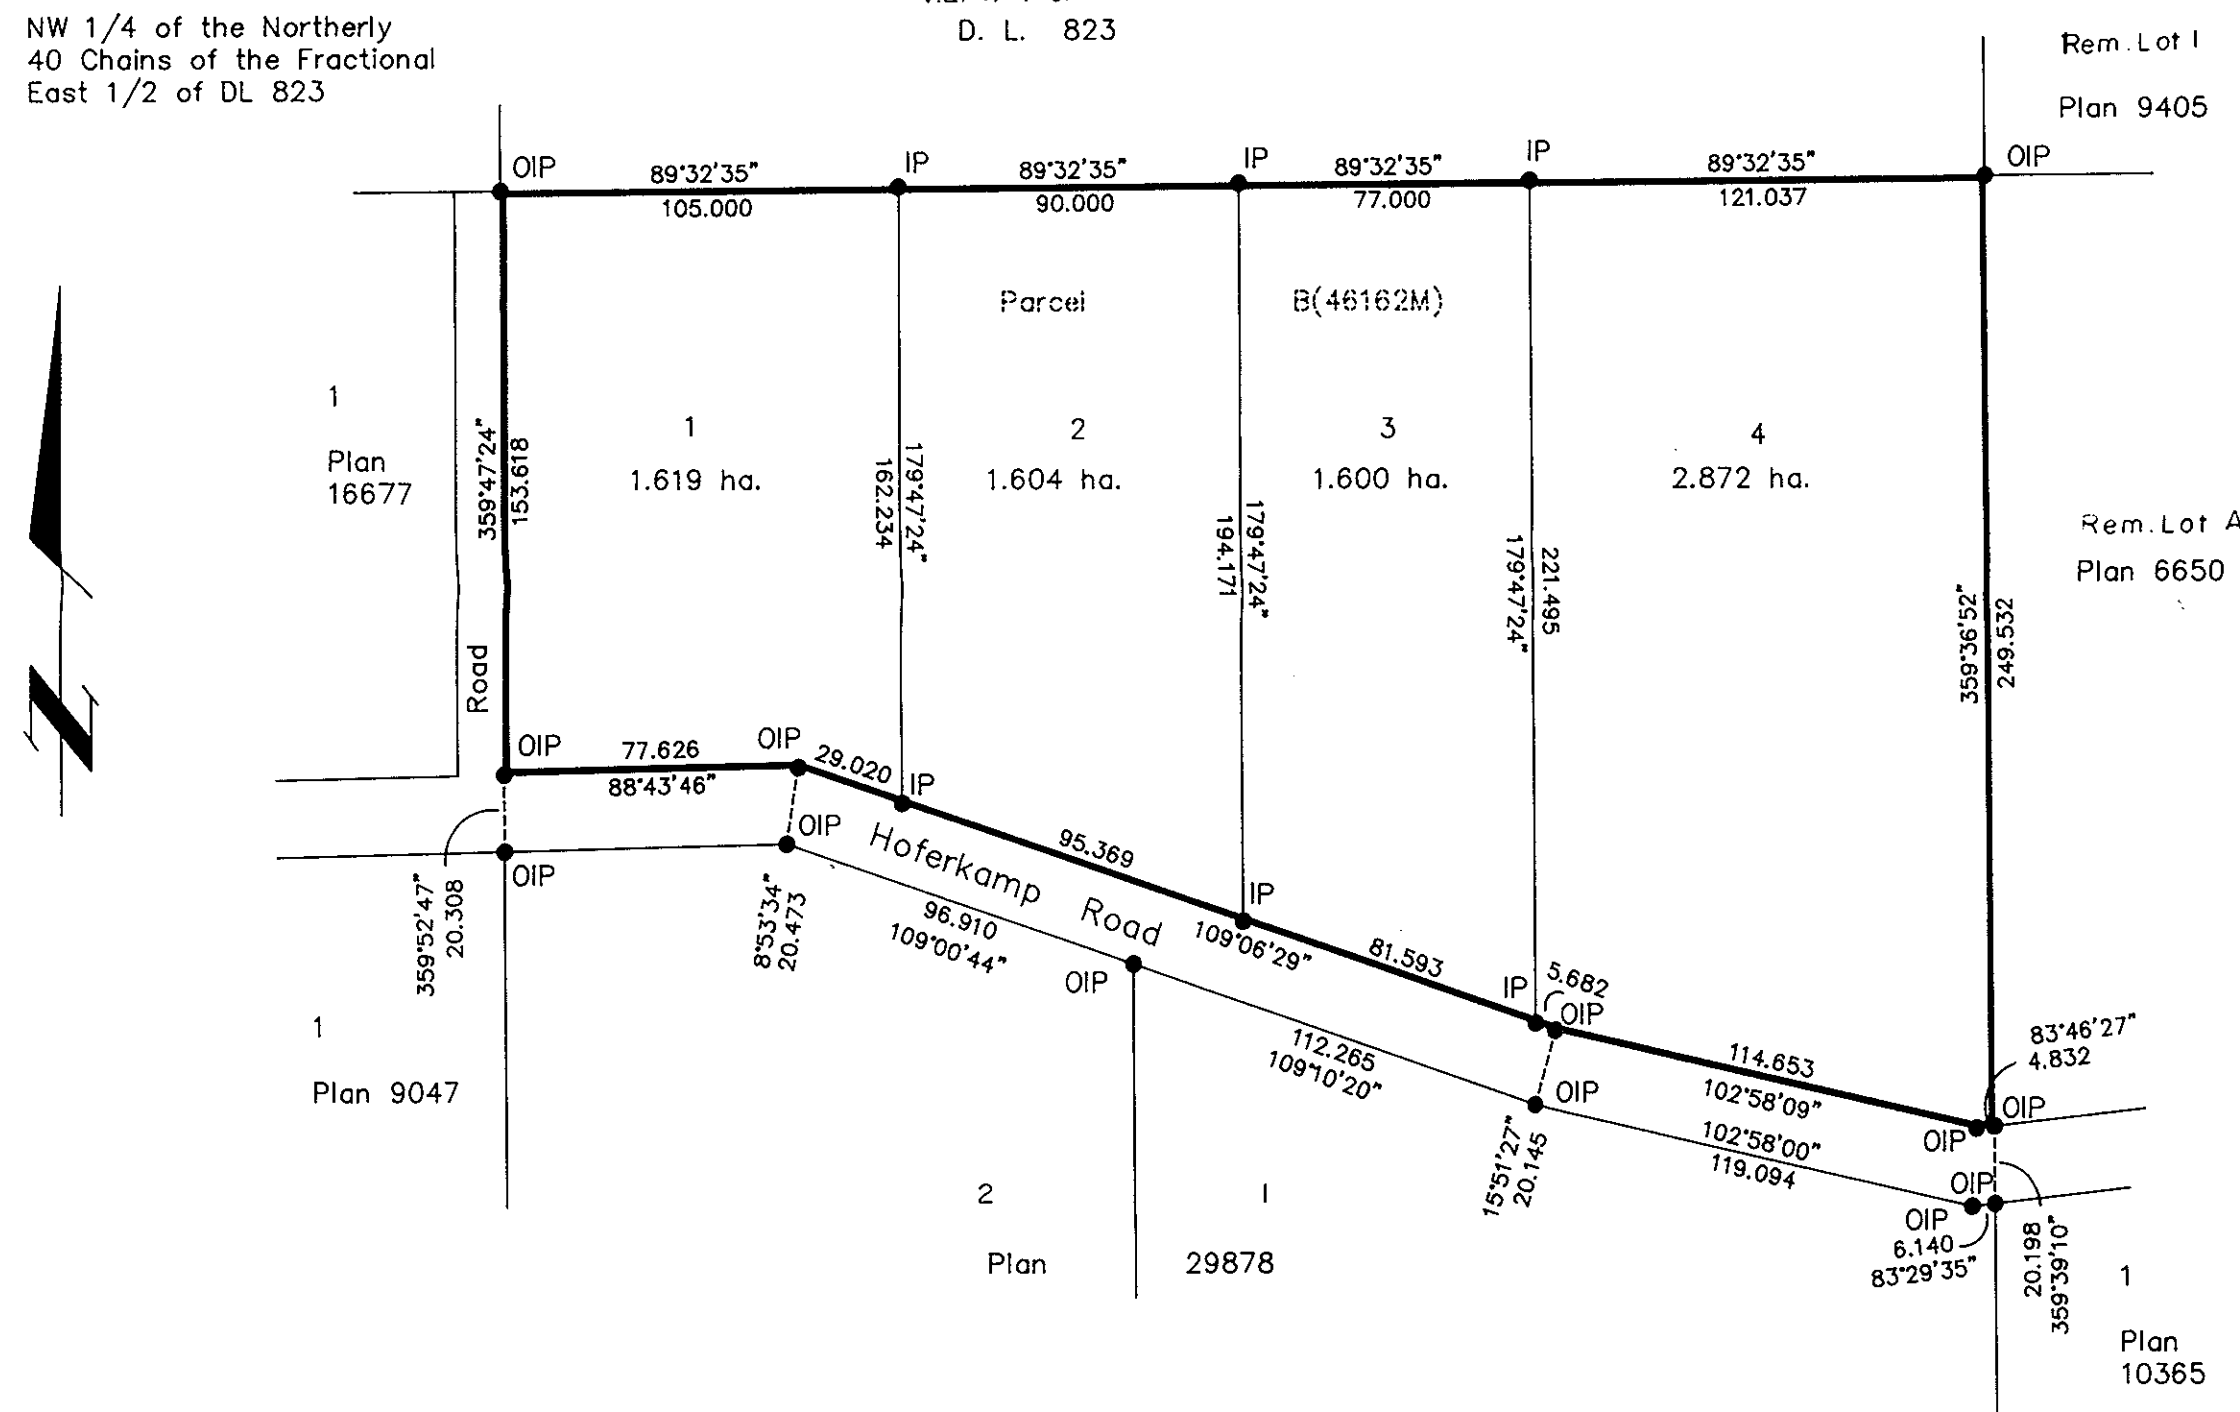 NW 1/4 of the Northerly
40 Chains of the Fractional
East 1/2 of DL 823
D. L. 823
Rem. Lot 1
Plan 9405
OIP
89°32'35"
105.000
IP
89°32'35"
90.000
IP
89°32'35"
77.000
IP
89°32'35"
121.037
OIP
Parcel B(46162M)
1
Plan
16677
359°47'24"
153.618
1
1.619 ha.
162.234
179°47'24"
2
1.604 ha.
194.171
179°47'24"
3
1.600 ha.
179°47'24"
221.495
4
2.872 ha.
359°36'52"
249.532
Rem. Lot A
Plan 6650
Road
OIP
77.626
88°43'46"
OIP
29.020
IP
OIP
OIP
Hoferkamp Road
95.369
IP
109°06'29"
81.593
IP
5.682
OIP
114.653
102°58'09"
83°46'27"
4.832
OIP
OIP
359°52'47"
20.308
8°53'34"
20.473
96.910
109°00'44"
OIP
112.265
109°10'20"
OIP
15°51'27"
20.145
102°58'00"
119.094
OIP
OIP
6.140
83°29'35"
20.198
359°39'10"
1
Plan 9047
2
1
Plan 29878
1
Plan
10365
N